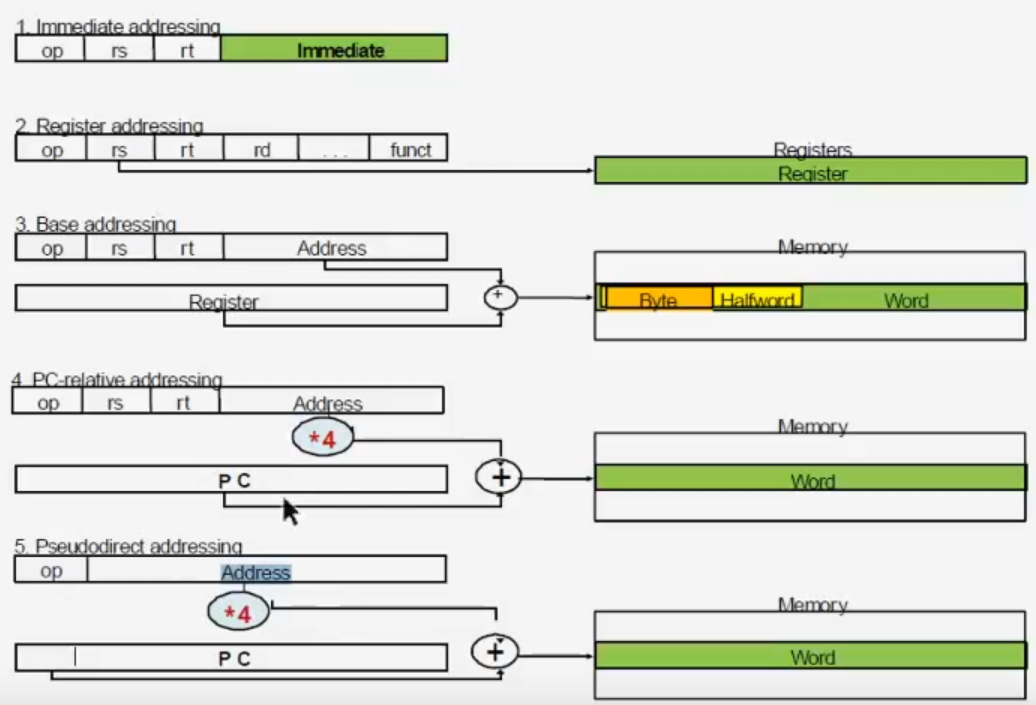 1. Immediate addressing
op rs rt Immediate
2. Register addressing
op rs rt rd . . . funct
Registers
Register
3. Base addressing
op rs rt Address
Register
+
Memory
Byte Halfword Word
4. PC-relative addressing
op rs rt Address
*4
P C
+
Memory
Word
5. Pseudodirect addressing
op Address
*4
P C
+
Memory
Word